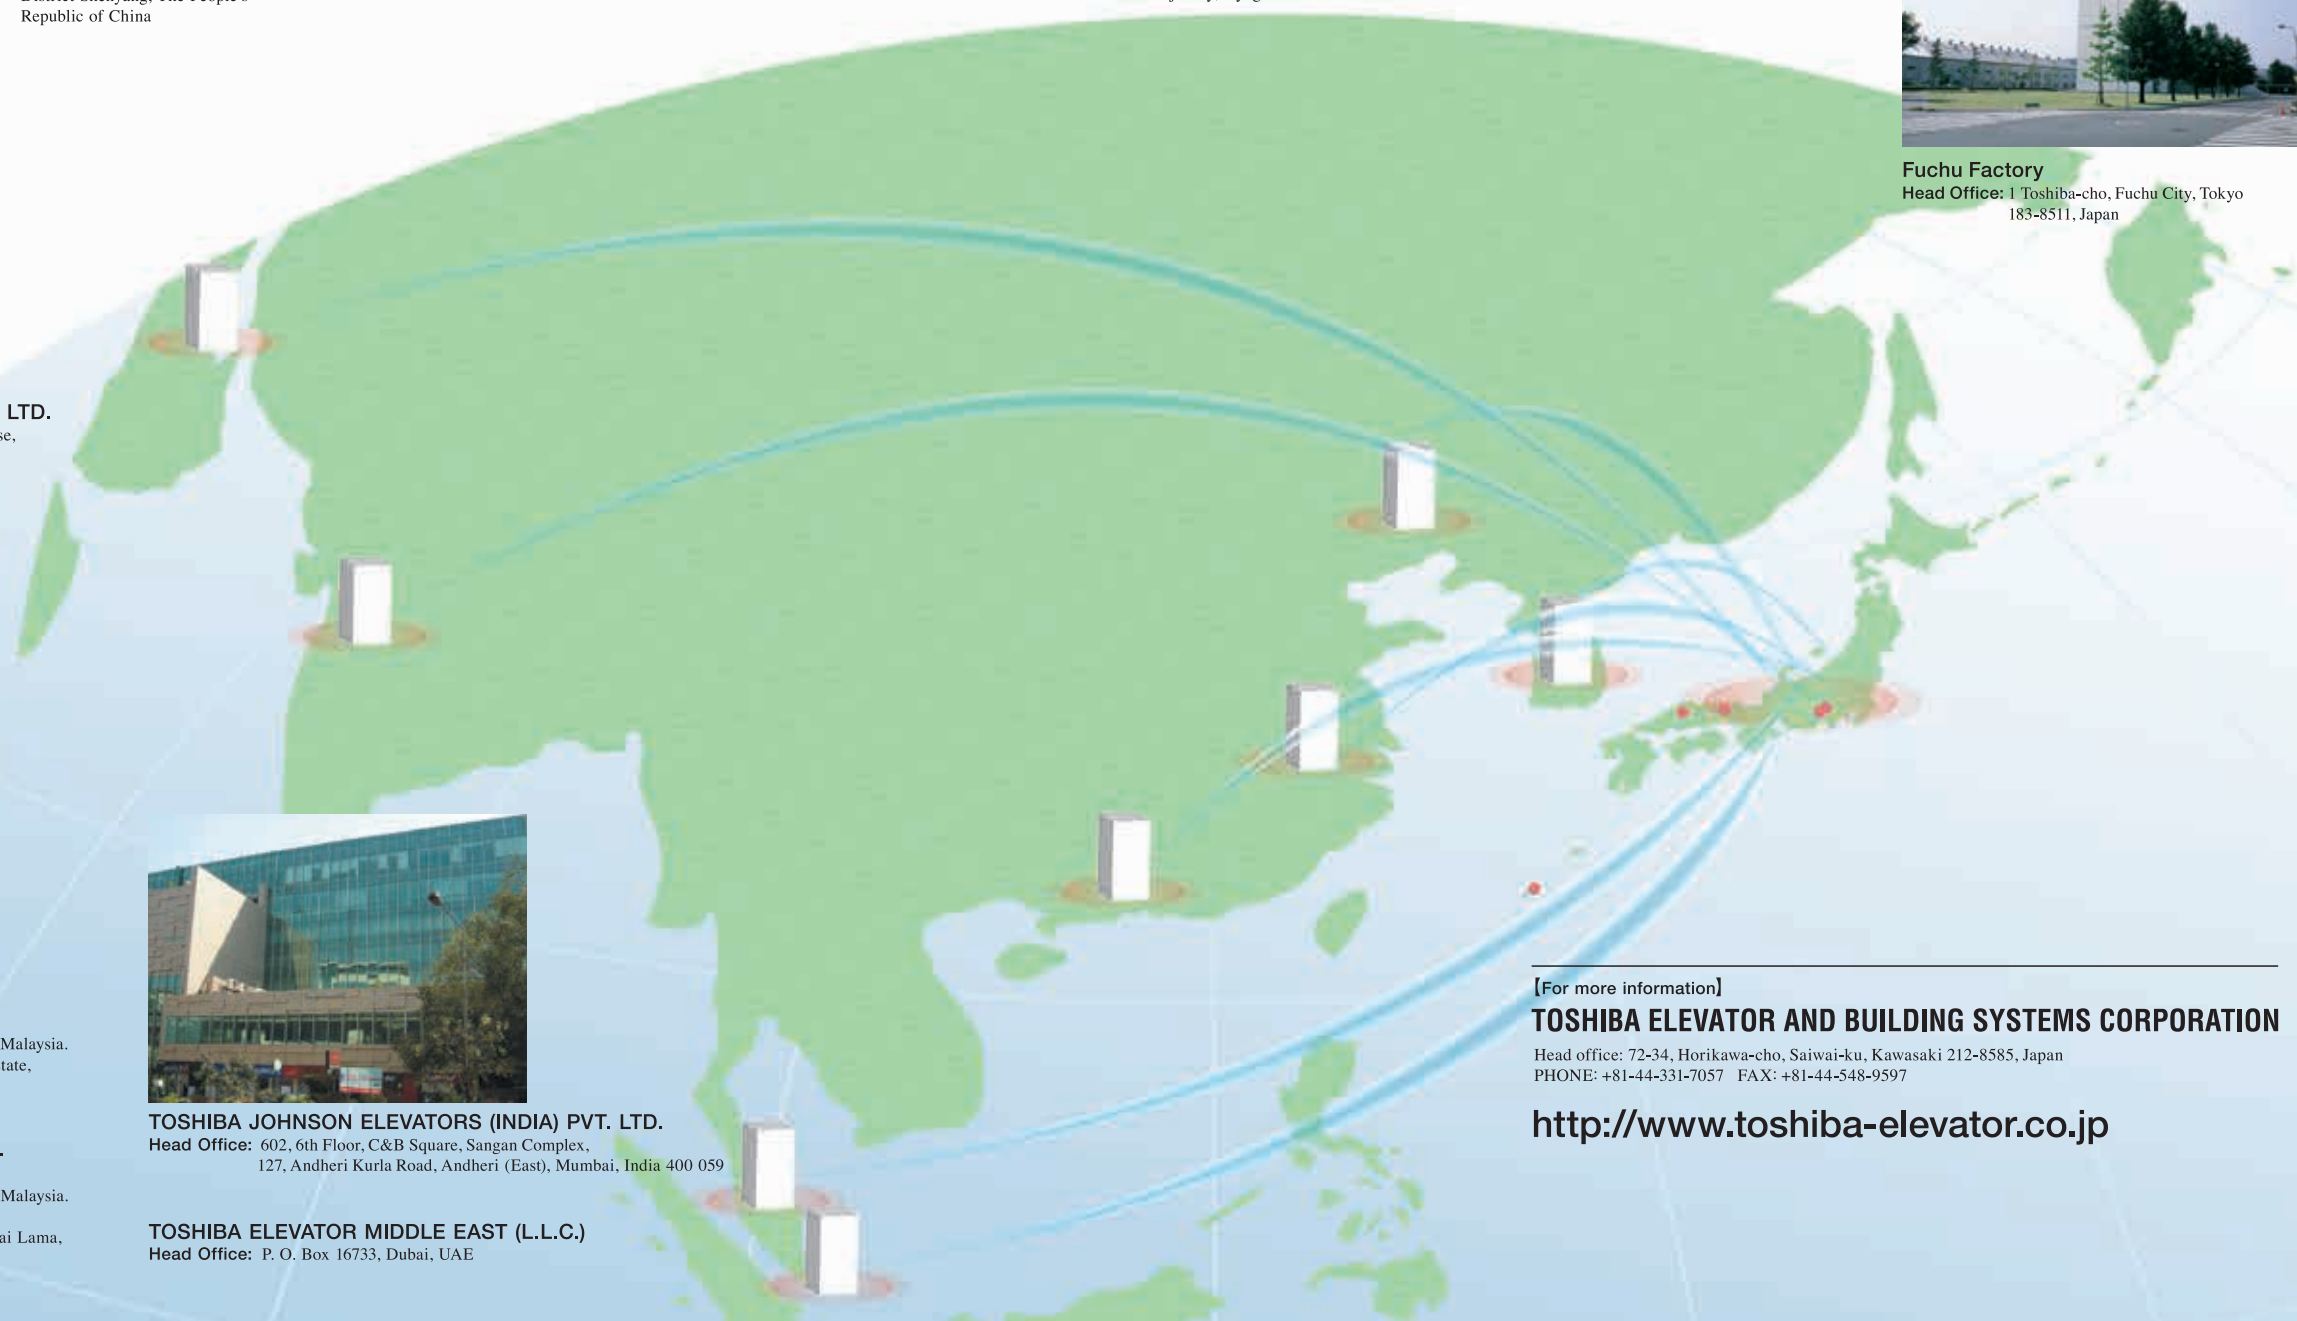 Republic of China
Fuchu Factory
Head Office: 1 Toshiba-cho, Fuchu City, Tokyo
183-8511, Japan
LTD.
Malaysia.
Malaysia.
ai Lama,
TOSHIBA JOHNSON ELEVATORS (INDIA) PVT. LTD.
Head Office: 602, 6th Floor, C&B Square, Sangan Complex,
127, Andheri Kurla Road, Andheri (East), Mumbai, India 400 059
TOSHIBA ELEVATOR MIDDLE EAST (L.L.C.)
Head Office: P. O. Box 16733, Dubai, UAE
【For more information】
TOSHIBA ELEVATOR AND BUILDING SYSTEMS CORPORATION
Head office: 72-34, Horikawa-cho, Saiwai-ku, Kawasaki 212-8585, Japan
PHONE: +81-44-331-7057 FAX: +81-44-548-9597
http://www.toshiba-elevator.co.jp